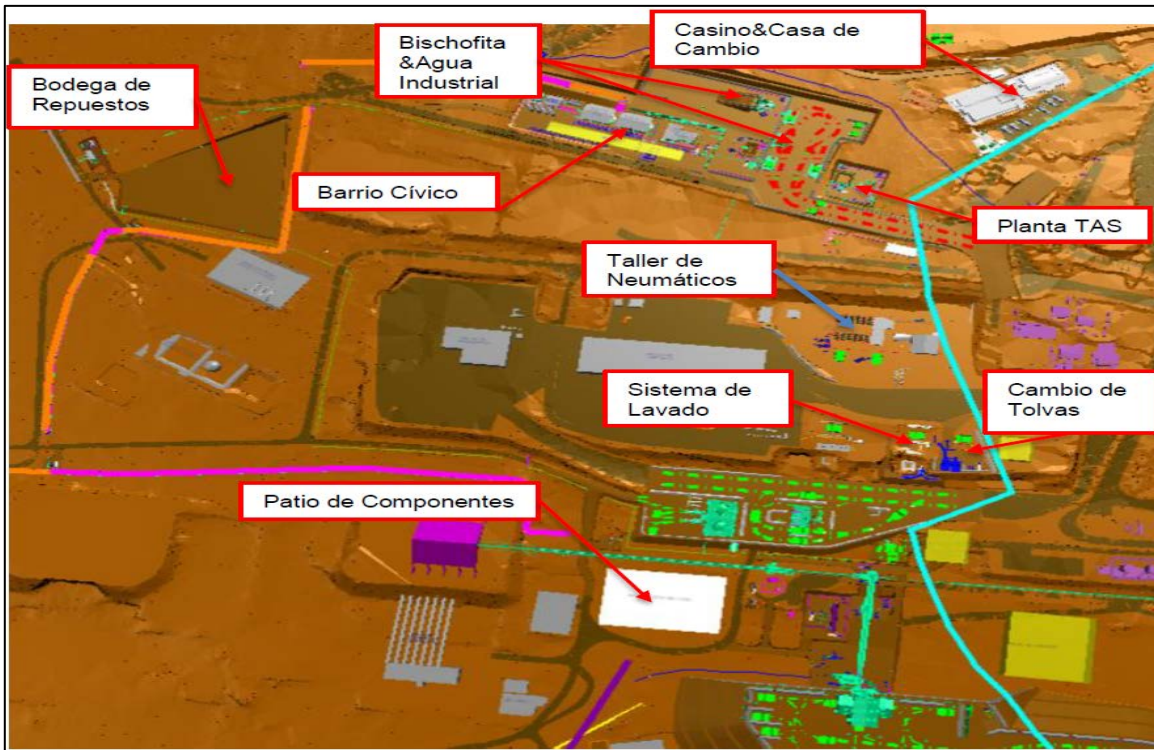 Bodega de
Repuestos
Bischofita
&Agua
Industrial
Casino&Casa de
Cambio
Barrio Cívico
Planta TAS
Taller de
Neumáticos
Sistema de
Lavado
Cambio de
Tolvas
Patio de Componentes